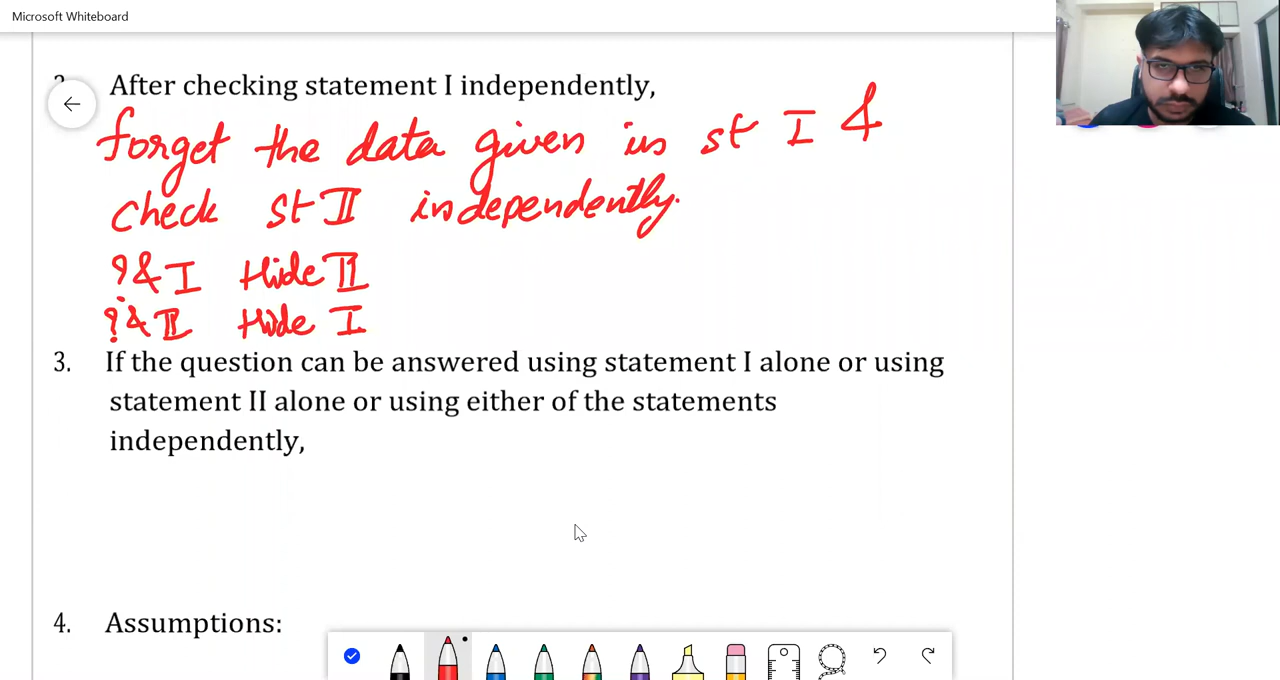 Microsoft Whiteboard
After checking statement I independently,
forget the data given in st I &
check st II independently.
? & I Hide II
? & II Hide I
3. If the question can be answered using statement I alone or using
statement II alone or using either of the statements
independently,
4. Assumptions: